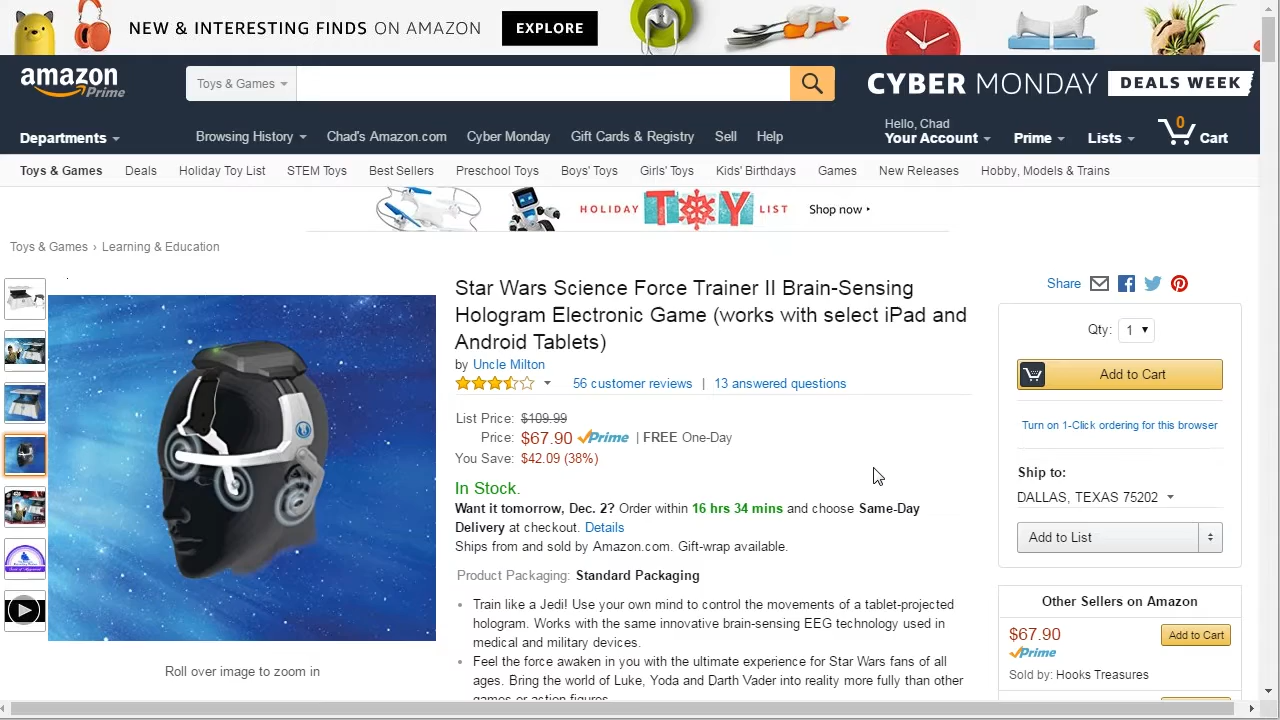 NEW & INTERESTING FINDS ON AMAZON EXPLORE
amazon Prime
Toys & Games
CYBER MONDAY DEALS WEEK
Departments
Browsing History
Chad's Amazon.com
Cyber Monday
Gift Cards & Registry
Sell
Help
Hello, Chad
Your Account
Prime
Lists
0
Cart
Toys & Games
Deals
Holiday Toy List
STEM Toys
Best Sellers
Preschool Toys
Boys' Toys
Girls' Toys
Kids' Birthdays
Games
New Releases
Hobby, Models & Trains
HOLIDAY TOY LIST Shop now
Toys & Games › Learning & Education
Roll over image to zoom in
Star Wars Science Force Trainer II Brain-Sensing
Hologram Electronic Game (works with select iPad and
Android Tablets)
by Uncle Milton
56 customer reviews | 13 answered questions
List Price: $109.99
Price: $67.90 Prime | FREE One-Day
You Save: $42.09 (38%)
In Stock.
Want it tomorrow, Dec. 2? Order within 16 hrs 34 mins and choose Same-Day
Delivery at checkout. Details
Ships from and sold by Amazon.com. Gift-wrap available.
Product Packaging: Standard Packaging
Train like a Jedi! Use your own mind to control the movements of a tablet-projected
hologram. Works with the same innovative brain-sensing EEG technology used in
medical and military devices.
Feel the force awaken in you with the ultimate experience for Star Wars fans of all
ages. Bring the world of Luke, Yoda and Darth Vader into reality more fully than other
games or action figures.
Share
Qty: 1
Add to Cart
Turn on 1-Click ordering for this browser
Ship to:
DALLAS, TEXAS 75202
Add to List
Other Sellers on Amazon
$67.90
Add to Cart
Prime
Sold by: Hooks Treasures